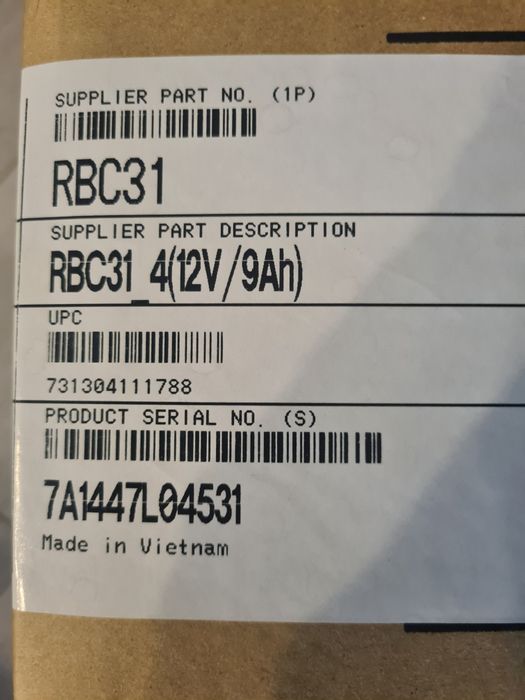 SUPPLIER PART NO. (1P)
RBC31
SUPPLIER PART DESCRIPTION
RBC31_4(12V/9Ah)
UPC
731304111788
PRODUCT SERIAL NO. (S)
7A1447L04531
Made in Vietnam